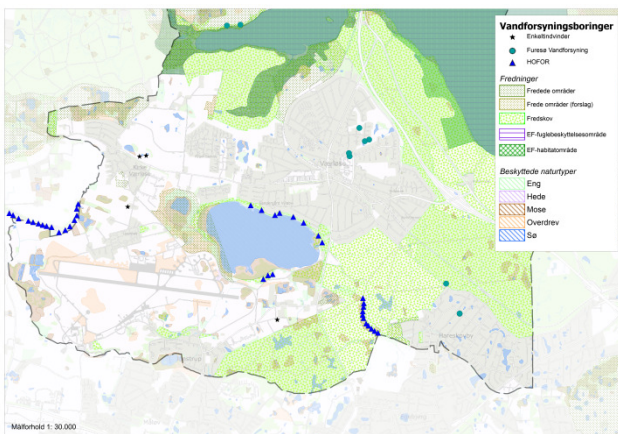 Vandforsyningsboringer
Enkeltindvinder
Furesø Vandforsyning
HOFOR
Fredninger
Fredede områder
Frede områder (forslag)
Fredskov
EF-fuglebeskyttelsesområde
EF-habitatområde
Beskyttede naturtyper
Eng
Hede
Mose
Overdrev
Sø
Målforhold 1: 30.000